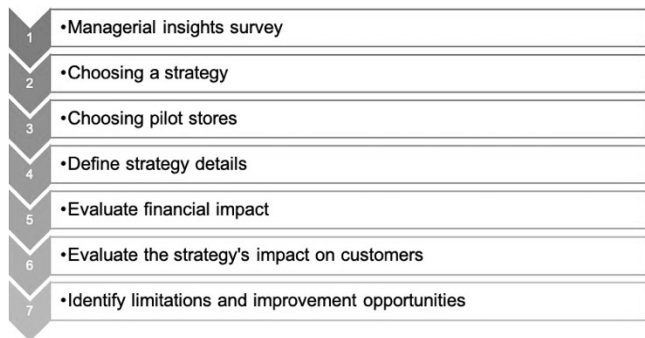 1 •Managerial insights survey
2 •Choosing a strategy
3 •Choosing pilot stores
4 •Define strategy details
5 •Evaluate financial impact
6 •Evaluate the strategy's impact on customers
7 •Identify limitations and improvement opportunities